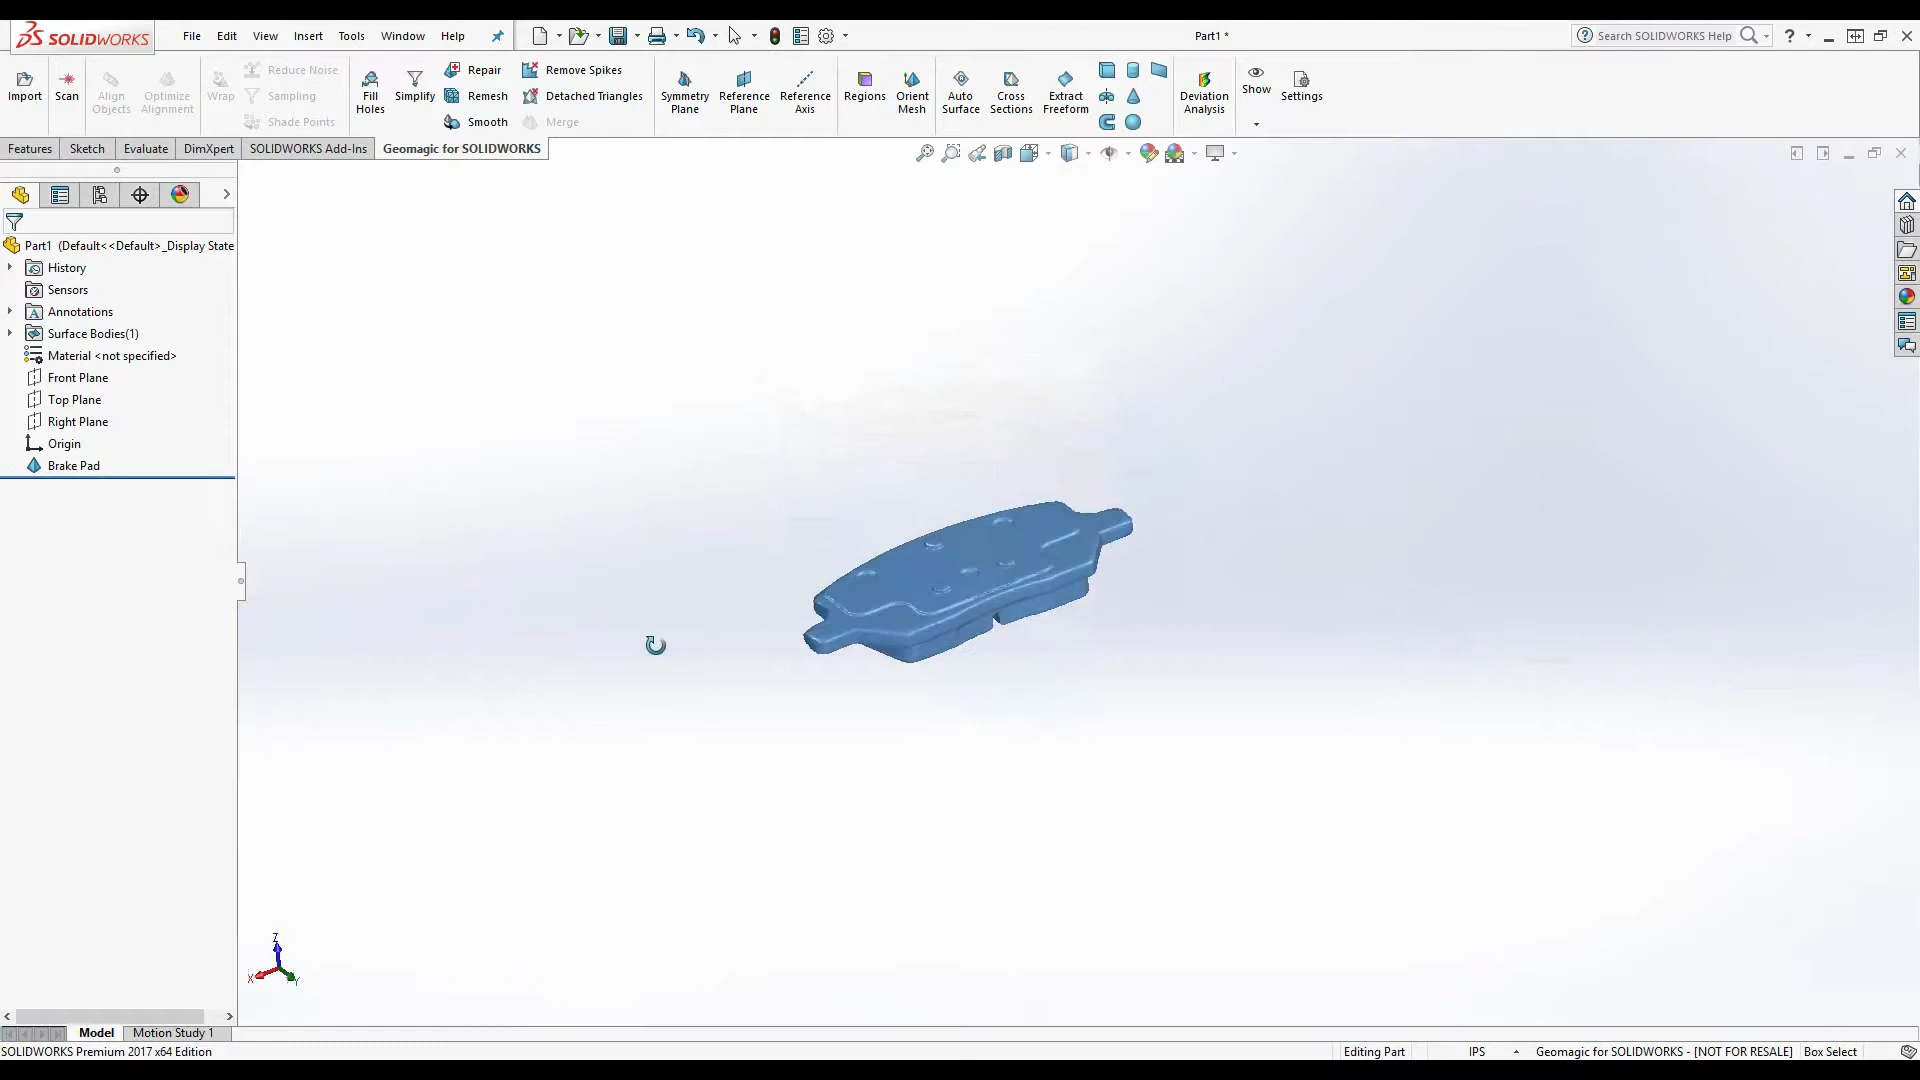 SOLIDWORKS File Edit View Insert Tools Window Help Part1 * Search SOLIDWORKS Help
Import Scan Align Objects Optimize Alignment Wrap Reduce Noise Sampling Shade Points Fill Holes Simplify Repair Remesh Smooth Remove Spikes Detached Triangles Merge Symmetry Plane Reference Plane Reference Axis Regions Orient Mesh Auto Surface Cross Sections Extract Freeform Deviation Analysis Show Settings
Features Sketch Evaluate DimXpert SOLIDWORKS Add-Ins Geomagic for SOLIDWORKS
Part1 (Default<<Default>_Display State
History
Sensors
Annotations
Surface Bodies(1)
Material <not specified>
Front Plane
Top Plane
Right Plane
Origin
Brake Pad
Z
X Y
Model Motion Study 1
SOLIDWORKS Premium 2017 x64 Edition Editing Part IPS Geomagic for SOLIDWORKS - [NOT FOR RESALE] Box Select